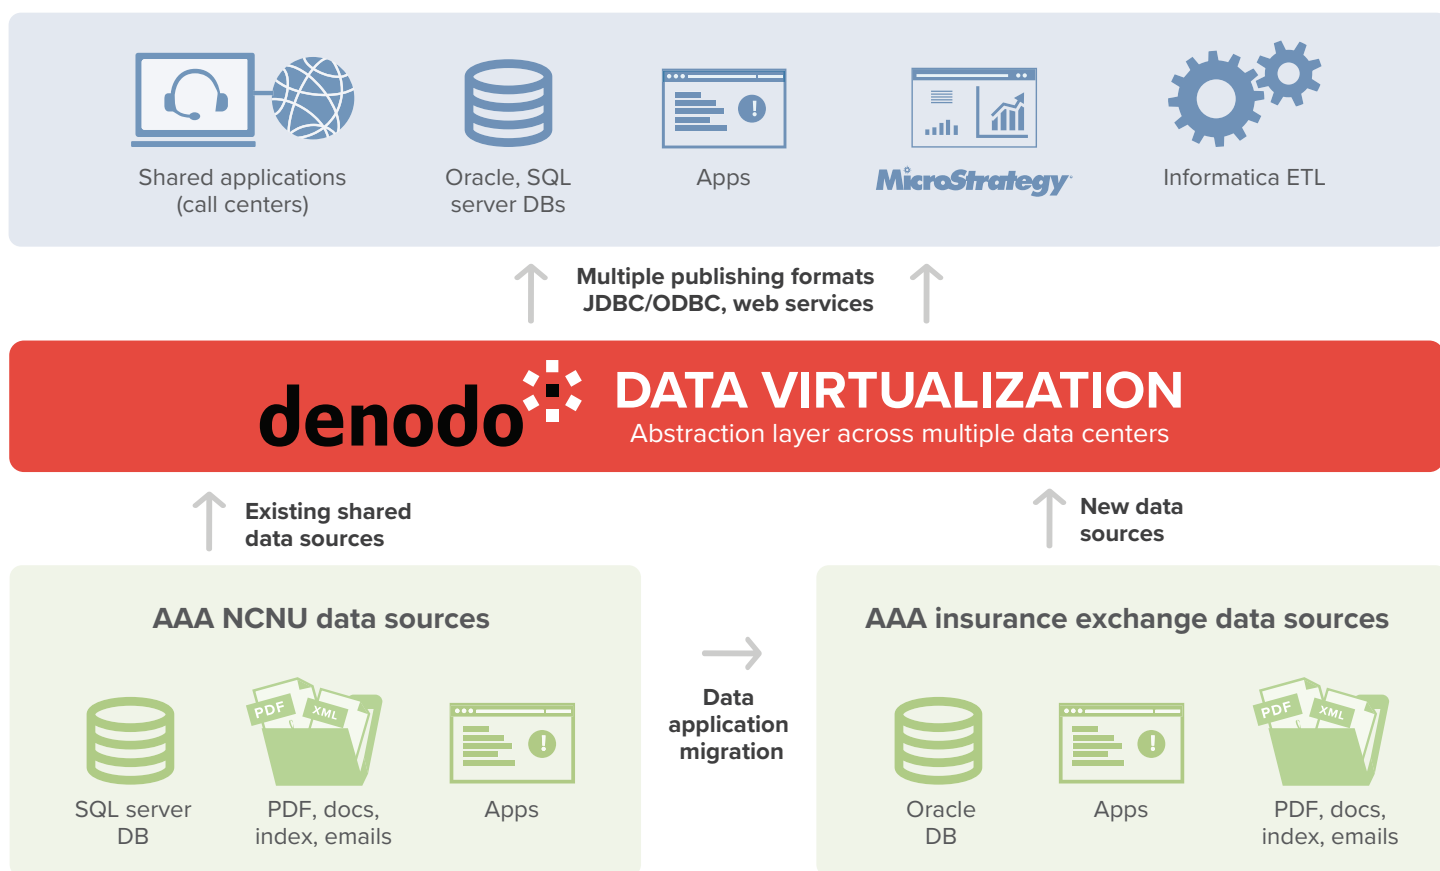 Shared applications
(call centers)
Oracle, SQL
server DBs
Apps
MicroStrategy
Informatica ETL
Multiple publishing formats
JDBC/ODBC, web services
denodo
DATA VIRTUALIZATION
Abstraction layer across multiple data centers
Existing shared
data sources
New data
sources
AAA NCNU data sources
PDF
XML
SQL server
DB
PDF, docs,
index, emails
Apps
Data
application
migration
AAA insurance exchange data sources
PDF
XML
Oracle
DB
Apps
PDF, docs,
index, emails